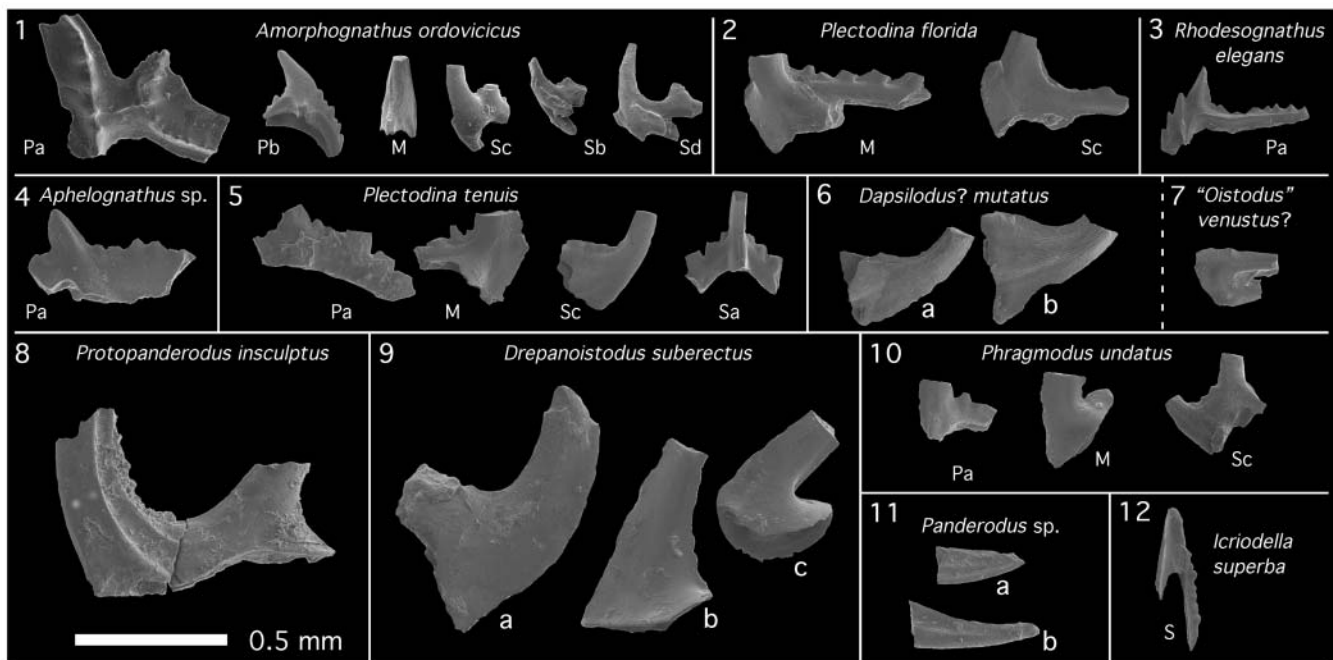 1 Amorphognathus ordovicicus
Pa Pb M Sc Sb Sd
2 Plectodina florida
M Sc
3 Rhodesognathus
elegans
Pa
4 Aphelognathus sp.
Pa
5 Plectodina tenuis
Pa M Sc Sa
6 Dapsilodus? mutatus
a b
7 "Oistodus"
venustus?
8 Protopanderodus insculptus
0.5 mm
9 Drepanoistodus suberectus
a b c
10 Phragmodus undatus
Pa M Sc
11
Panderodus sp.
a
b
12
Icriodella
superba
S